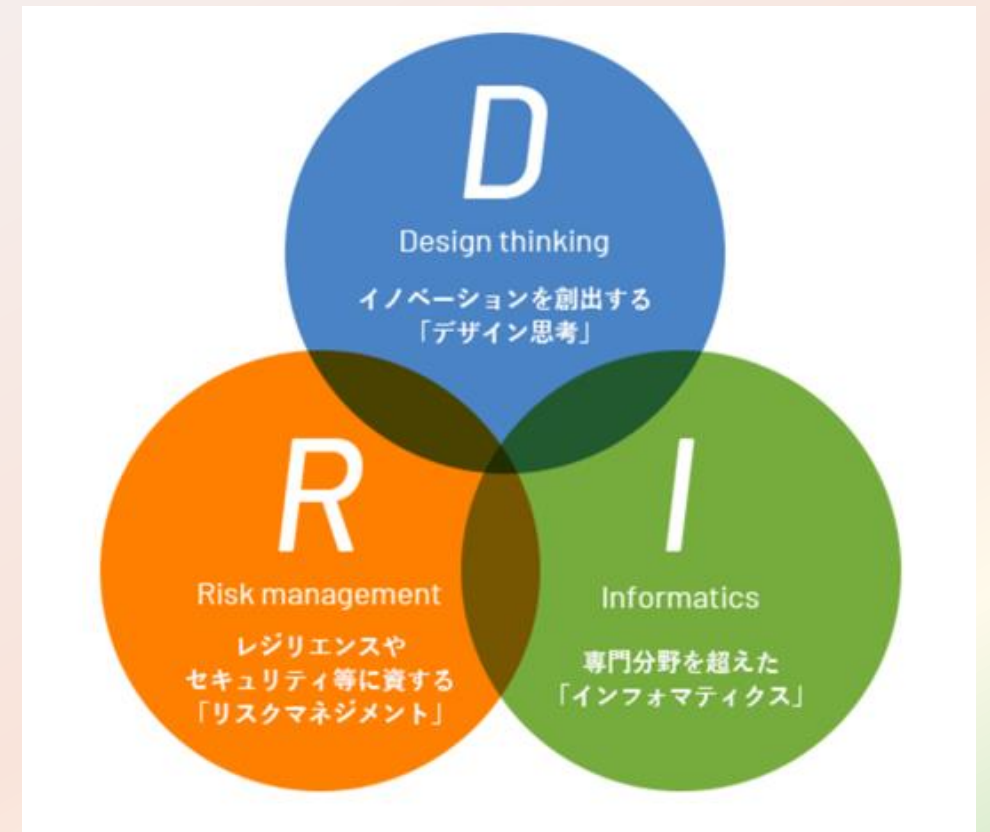 D
Design thinking
イノベーションを創出する
「デザイン思考」
R
Risk management
レジリエンスや
セキュリティ等に資する
「リスクマネジメント」
I
Informatics
専門分野を超えた
「インフォマティクス」